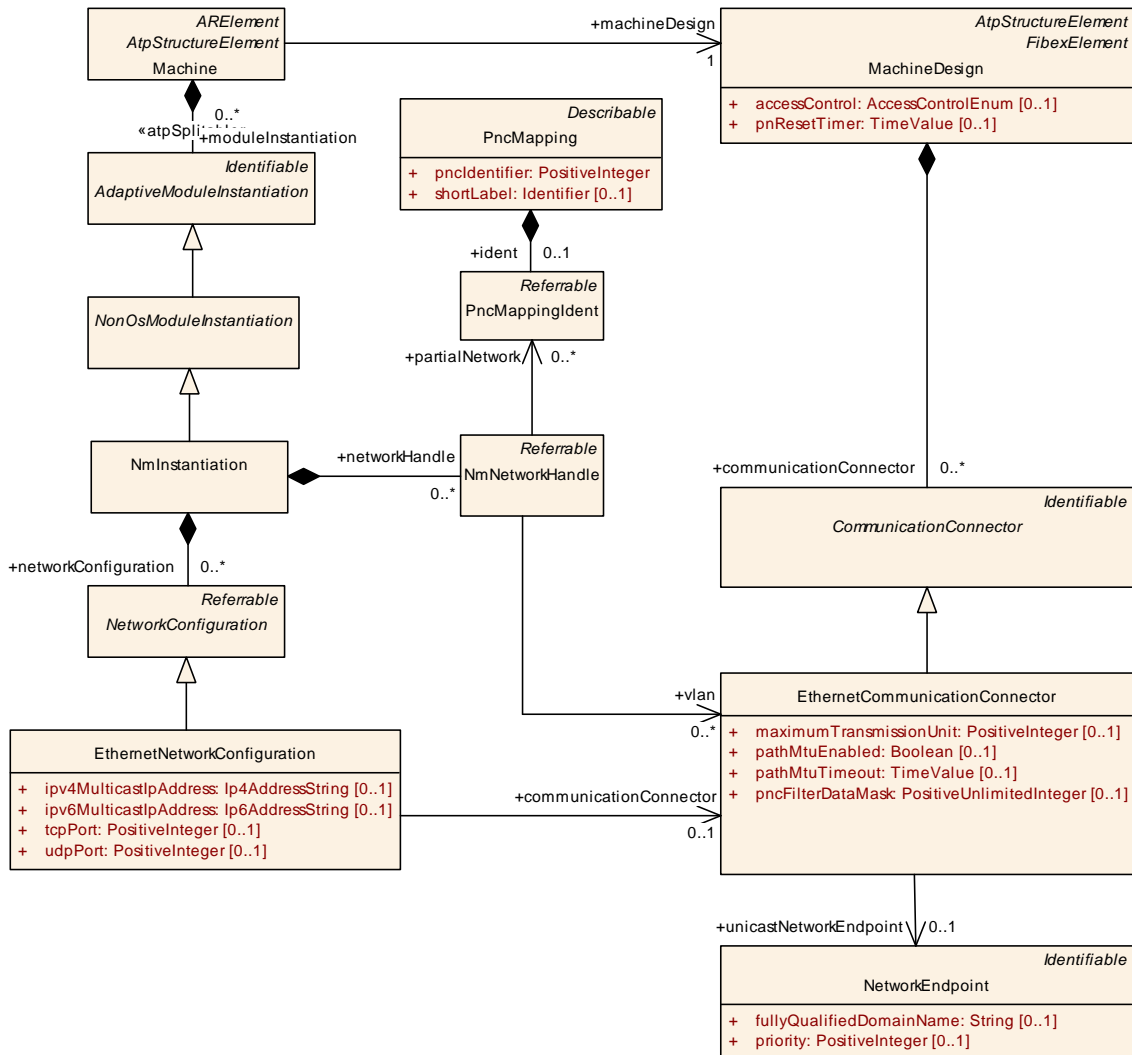 ARElement
AtpStructureElement
Machine
+machineDesign
1
AtpStructureElement
FibexElement
MachineDesign
+ accessControl: AccessControlEnum [0..1]
+ pnResetTimer: TimeValue [0..1]
0..*
«atpSplitable»
+moduleInstantiation
Identifiable
AdaptiveModuleInstantiation
Describable
PncMapping
+ pncIdentifier: PositiveInteger
+ shortLabel: Identifier [0..1]
+ident
0..1
Referrable
PncMappingIdent
NonOsModuleInstantiation
+partialNetwork
0..*
NmInstantiation
+networkHandle
0..*
Referrable
NmNetworkHandle
+communicationConnector
0..*
Identifiable
CommunicationConnector
+networkConfiguration
0..*
Referrable
NetworkConfiguration
+vlan
0..*
EthernetCommunicationConnector
+ maximumTransmissionUnit: PositiveInteger [0..1]
+ pathMtuEnabled: Boolean [0..1]
+ pathMtuTimeout: TimeValue [0..1]
+ pncFilterDataMask: PositiveUnlimitedInteger [0..1]
EthernetNetworkConfiguration
+ ipv4MulticastIpAddress: Ip4AddressString [0..1]
+ ipv6MulticastIpAddress: Ip6AddressString [0..1]
+ tcpPort: PositiveInteger [0..1]
+ udpPort: PositiveInteger [0..1]
+communicationConnector
0..1
+unicastNetworkEndpoint
0..1
Identifiable
NetworkEndpoint
+ fullyQualifiedDomainName: String [0..1]
+ priority: PositiveInteger [0..1]